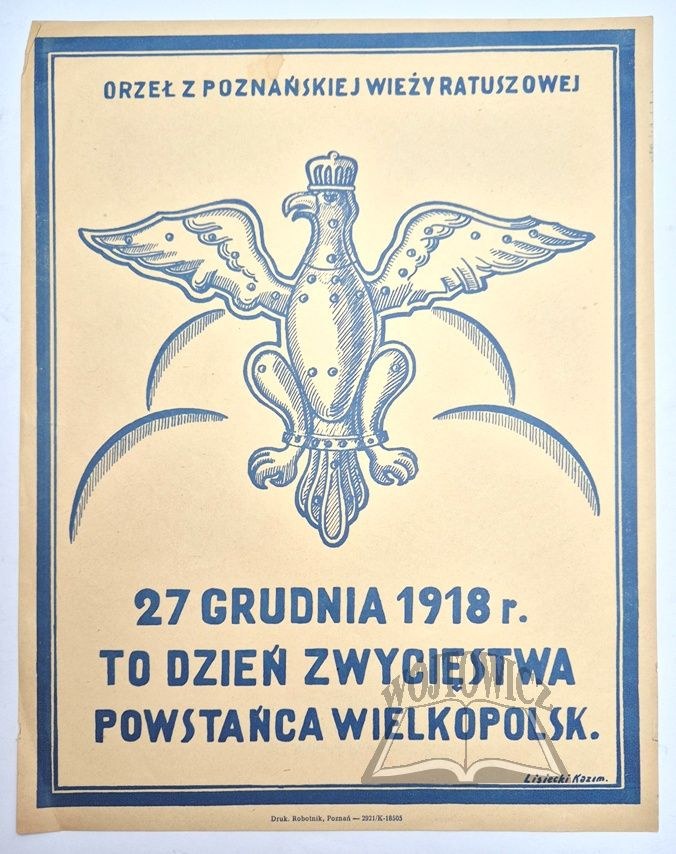 ORZEŁ Z POZNAŃSKIEJ WIEŻY RATUSZOWEJ
27 GRUDNIA 1918 r.
TO DZIEŃ ZWYCIĘSTWA
POWSTAŃCA WIELKOPOLSK.
WÓJTOWICZ
Lisiecki Kazim.
Druk. Robotnik, Poznań — 2921/K-18505